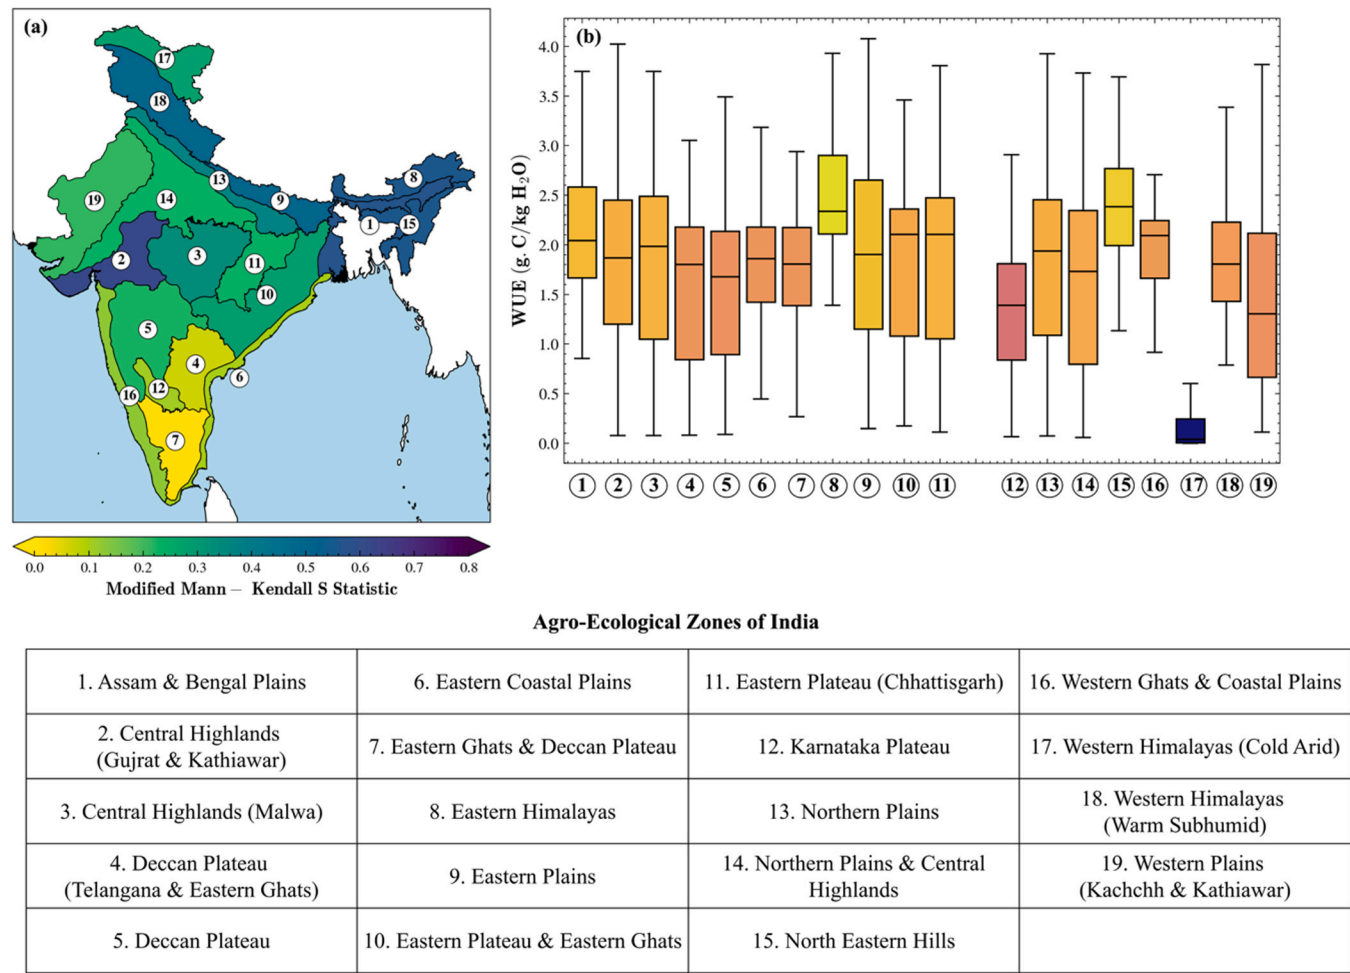 (a)
17
18
8
13
14
9
19
1
15
3
2
11
10
5
4
6
12
16
7
0.0 0.1 0.2 0.3 0.4 0.5 0.6 0.7 0.8
Modified Mann – Kendall S Statistic
(b)
WUE (g. C/kg H₂O)
4.0
3.5
3.0
2.5
2.0
1.5
1.0
0.5
0.0
1 2 3 4 5 6 7 8 9 10 11 12 13 14 15 16 17 18 19
Agro-Ecological Zones of India
1. Assam & Bengal Plains
6. Eastern Coastal Plains
11. Eastern Plateau (Chhattisgarh)
16. Western Ghats & Coastal Plains
2. Central Highlands
(Gujrat & Kathiawar)
7. Eastern Ghats & Deccan Plateau
12. Karnataka Plateau
17. Western Himalayas (Cold Arid)
3. Central Highlands (Malwa)
8. Eastern Himalayas
13. Northern Plains
18. Western Himalayas
(Warm Subhumid)
4. Deccan Plateau
(Telangana & Eastern Ghats)
9. Eastern Plains
14. Northern Plains & Central
Highlands
19. Western Plains
(Kachchh & Kathiawar)
5. Deccan Plateau
10. Eastern Plateau & Eastern Ghats
15. North Eastern Hills